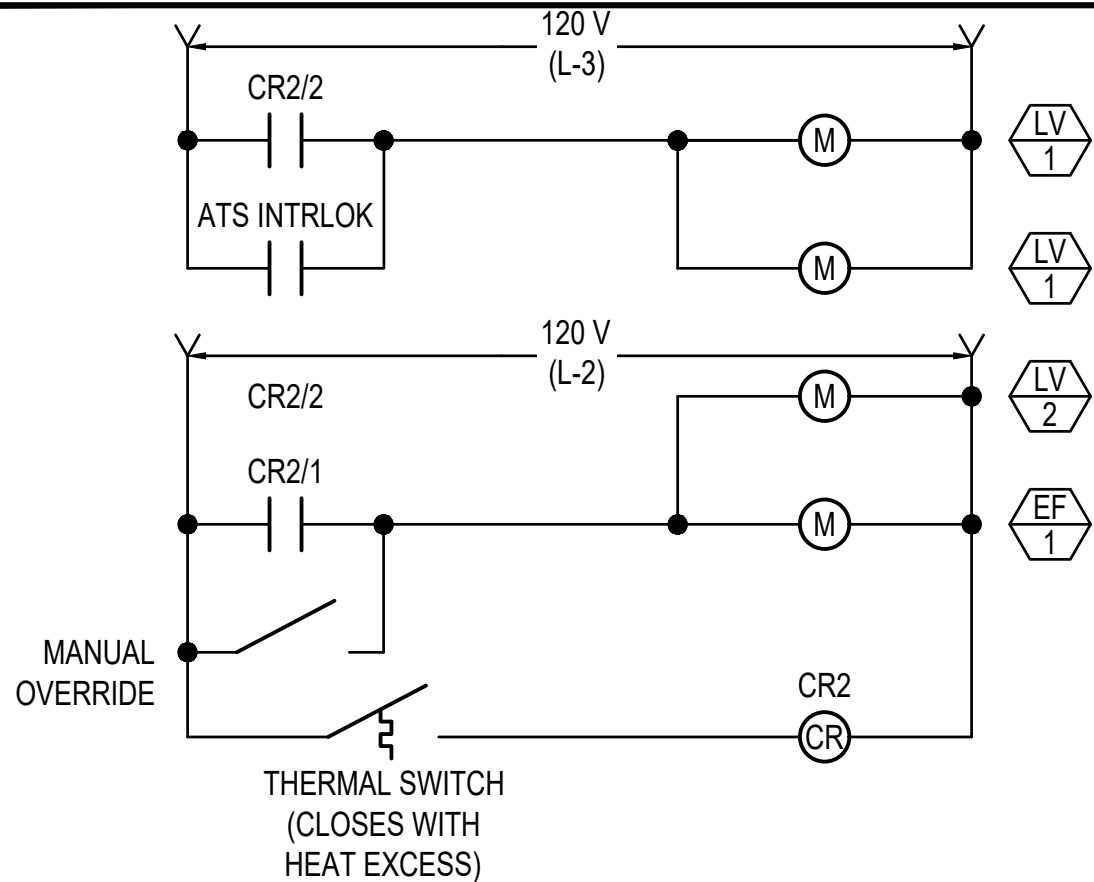 120 V
(L-3)
CR2/2
M
LV
1
ATS INTRLOK
M
LV
1
120 V
(L-2)
CR2/2
M
LV
2
CR2/1
M
EF
1
MANUAL
OVERRIDE
CR2
CR
THERMAL SWITCH
(CLOSES WITH
HEAT EXCESS)